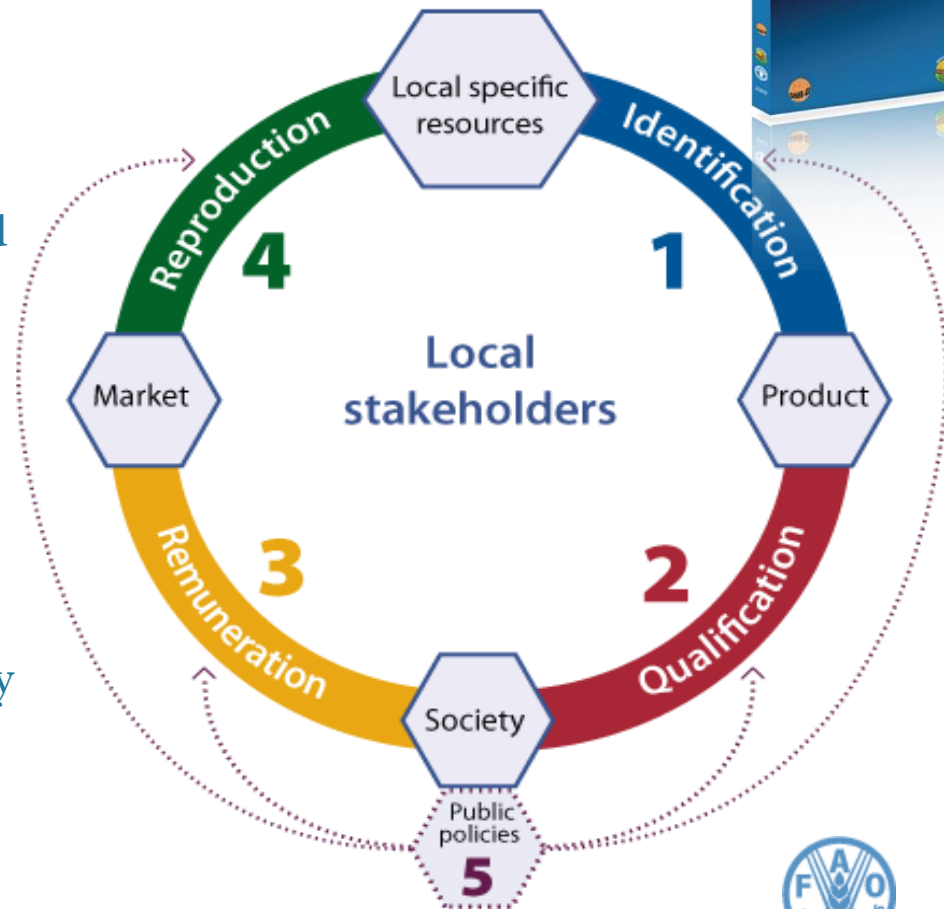 Local specific
resources
Identification
1
Product
Qualification
2
Society
Remuneration
3
Market
Reproduction
4
Local
stakeholders
Public
policies
5
F A O